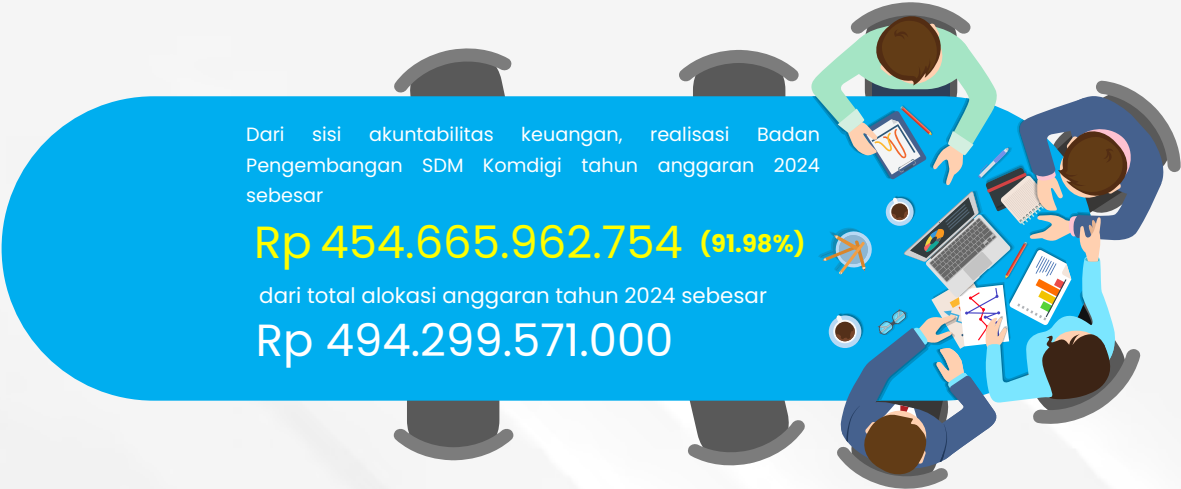 Dari sisi akuntabilitas keuangan, realisasi Badan
Pengembangan SDM Komdigi tahun anggaran 2024
sebesar
Rp 454.665.962.754 (91.98%)
dari total alokasi anggaran tahun 2024 sebesar
Rp 494.299.571.000